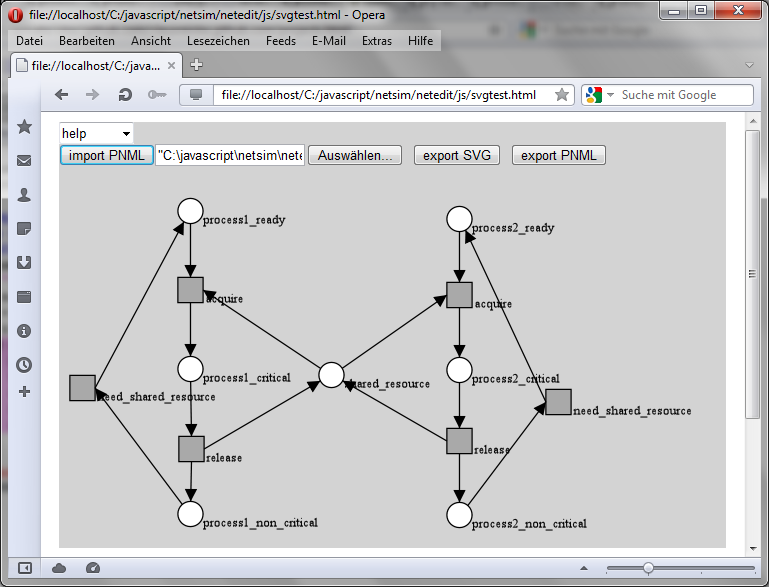 file://localhost/C:/javascript/netsim/netedit/js/svgtest.html - Opera
Datei Bearbeiten Ansicht Lesezeichen Feeds E-Mail Extras Hilfe
file://localhost/C:/java...
file://localhost/C:/javascript/netsim/netedit/js/svgtest.html Suche mit Google
help
import PNML "C:\javascript\netsim\nete Auswählen... export SVG export PNML
process1_ready
process2_ready
acquire
acquire
process1_critical
process2_critical
shared_resource
need_shared_resource
need_shared_resource
release
release
process1_non_critical
process2_non_critical